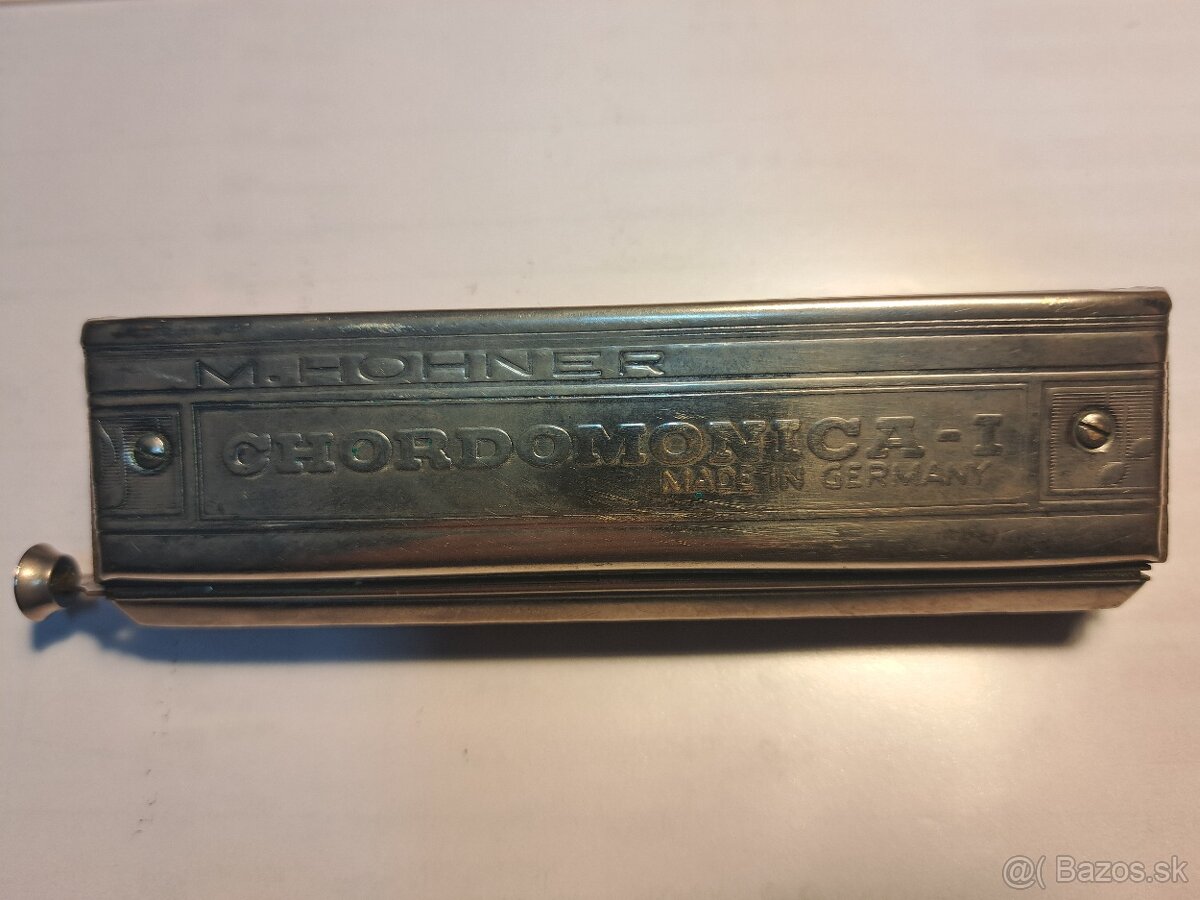 M. HOHNER
CHORDOMONICA-I
MADE IN GERMANY
@( Bazos.sk